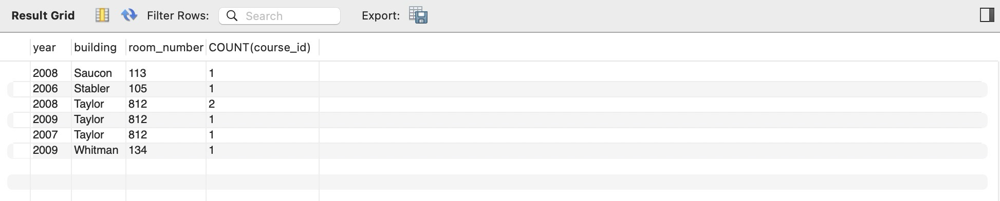 Result Grid Filter Rows: Search Export:
year building room_number COUNT(course_id)
2008 Saucon 113 1
2006 Stabler 105 1
2008 Taylor 812 2
2009 Taylor 812 1
2007 Taylor 812 1
2009 Whitman 134 1